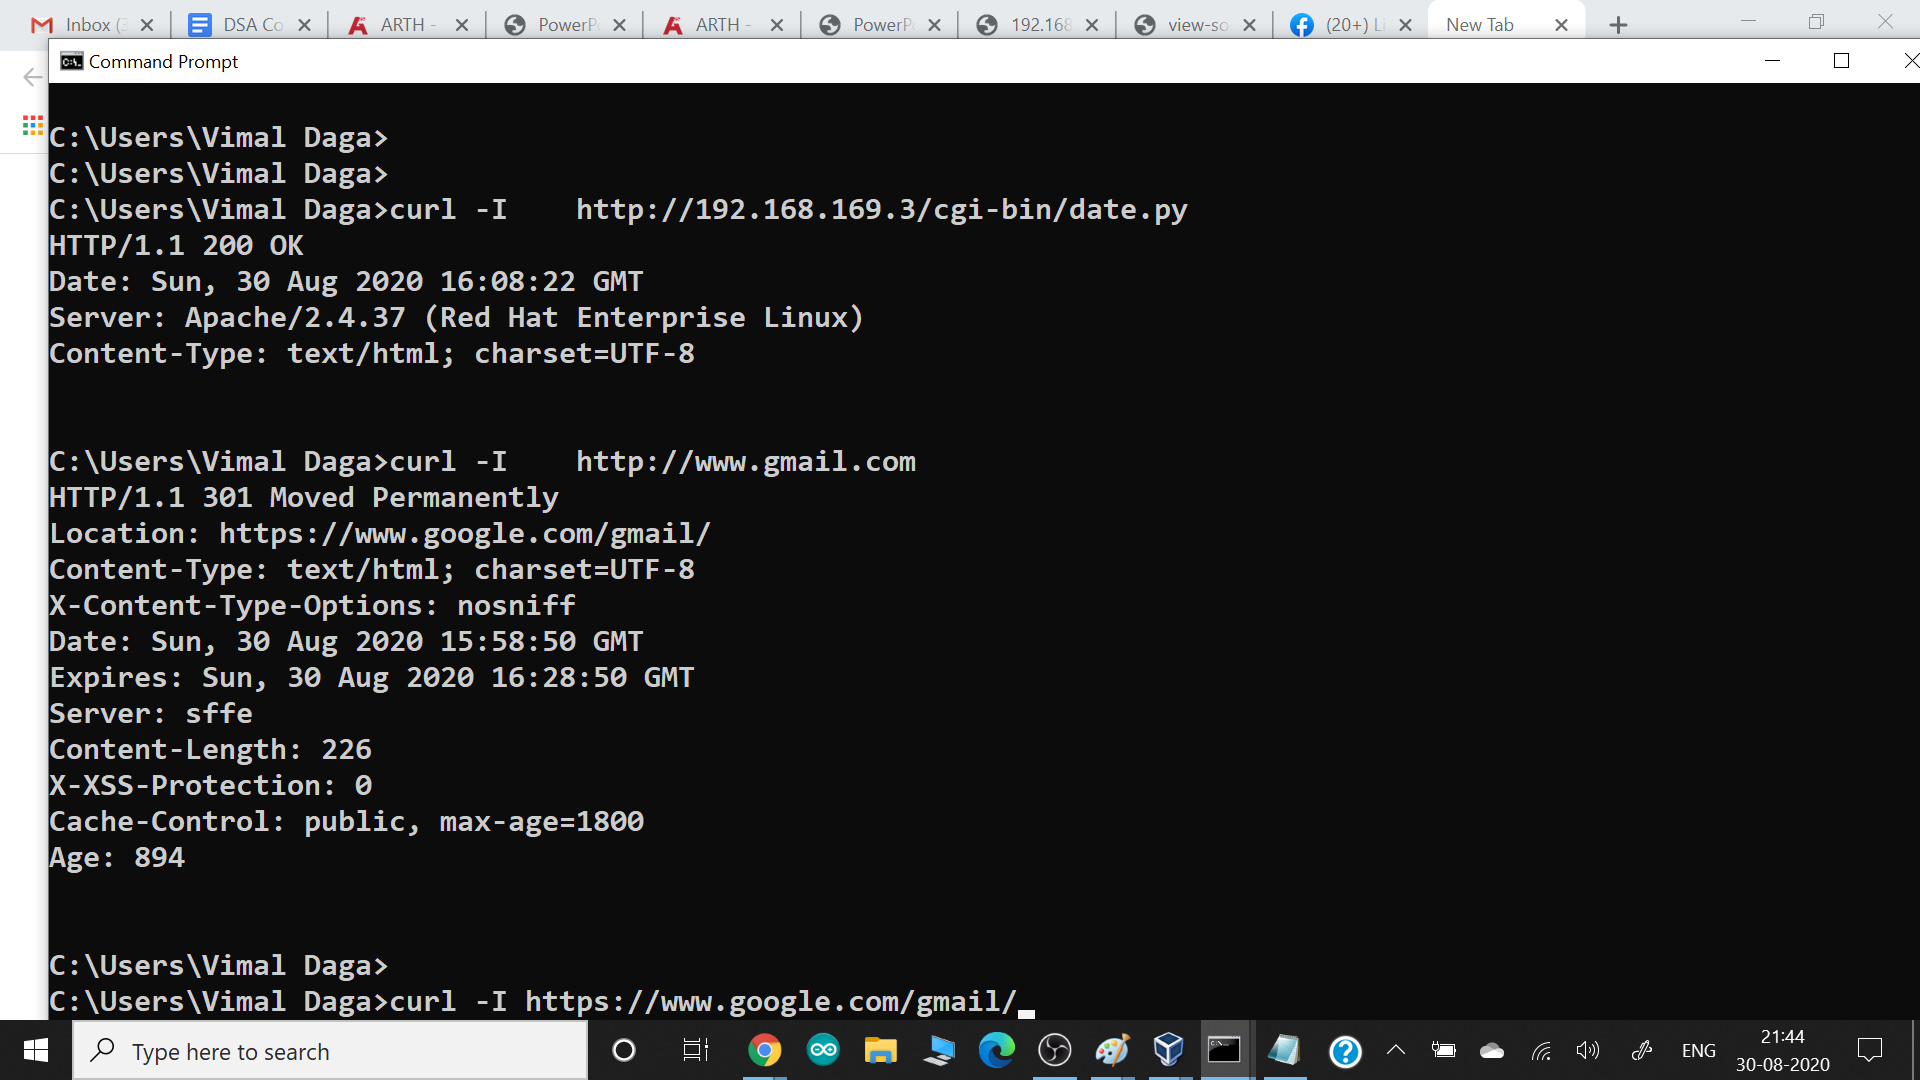 Inbox (3
DSA Co
ARTH -
PowerP
ARTH -
PowerP
192.168
view-so
(20+) Li
New Tab
Command Prompt
C:\Users\Vimal Daga>
C:\Users\Vimal Daga>
C:\Users\Vimal Daga>curl -I    http://192.168.169.3/cgi-bin/date.py
HTTP/1.1 200 OK
Date: Sun, 30 Aug 2020 16:08:22 GMT
Server: Apache/2.4.37 (Red Hat Enterprise Linux)
Content-Type: text/html; charset=UTF-8
C:\Users\Vimal Daga>curl -I    http://www.gmail.com
HTTP/1.1 301 Moved Permanently
Location: https://www.google.com/gmail/
Content-Type: text/html; charset=UTF-8
X-Content-Type-Options: nosniff
Date: Sun, 30 Aug 2020 15:58:50 GMT
Expires: Sun, 30 Aug 2020 16:28:50 GMT
Server: sffe
Content-Length: 226
X-XSS-Protection: 0
Cache-Control: public, max-age=1800
Age: 894
C:\Users\Vimal Daga>
C:\Users\Vimal Daga>curl -I https://www.google.com/gmail/
Type here to search
ENG
21:44
30-08-2020